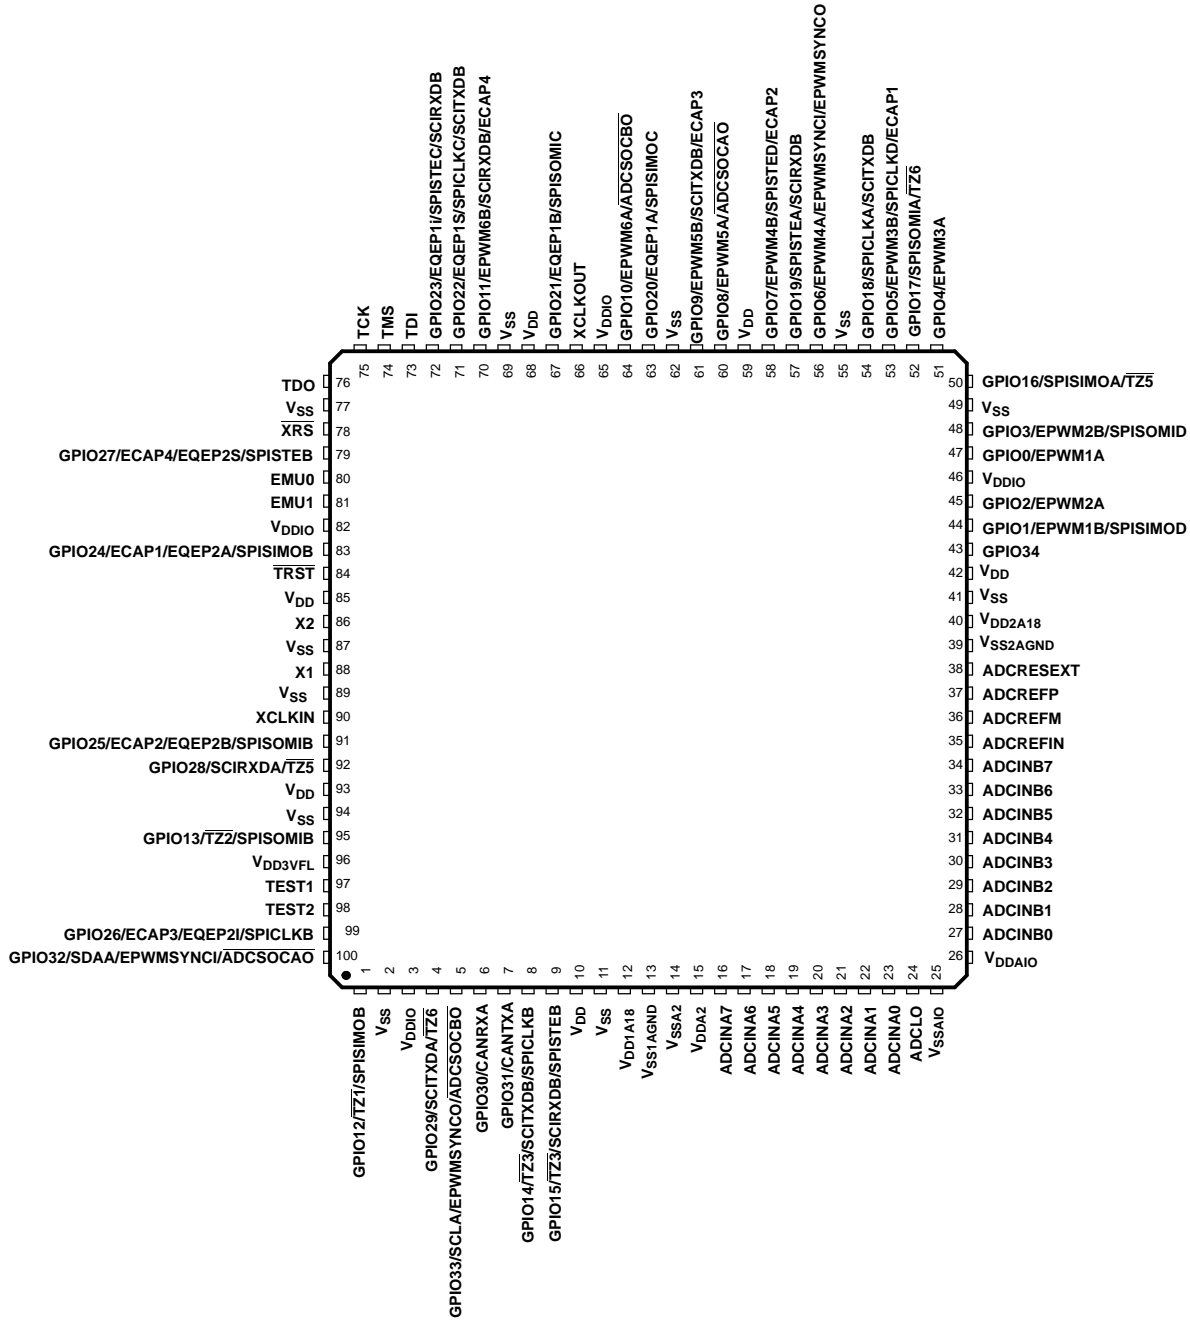 GPIO6/EPWM4A/EPWMSYNCI/EPWMSYNCO
TCK
TMS
TDI
GPIO23/EQEP1i/SPISTEC/SCIRXDB
GPIO22/EQEP1S/SPICLKC/SCITXDB
GPIO11/EPWM6B/SCIRXDB/ECAP4
VSS
VDD
GPIO21/EQEP1B/SPISOMIC
XCLKOUT
VDDIO
GPIO10/EPWM6A/ADCSOCBO
GPIO20/EQEP1A/SPISIMOC
VSS
GPIO9/EPWM5B/SCITXDB/ECAP3
GPIO8/EPWM5A/ADCSOCAO
VDD
GPIO7/EPWM4B/SPISTED/ECAP2
GPIO19/SPISTEA/SCIRXDB
VSS
GPIO18/SPICLKA/SCITXDB
GPIO5/EPWM3B/SPICLKD/ECAP1
GPIO17/SPISOMIA/TZ6
GPIO4/EPWM3A
75 74 73 72 71 70 69 68 67 66 65 64 63 62 61 60 59 58 57 56 55 54 53 52 51
TDO 76
VSS 77
XRS 78
GPIO27/ECAP4/EQEP2S/SPISTEB 79
EMU0 80
EMU1 81
VDDIO 82
GPIO24/ECAP1/EQEP2A/SPISIMOB 83
TRST 84
VDD 85
X2 86
VSS 87
X1 88
VSS 89
XCLKIN 90
GPIO25/ECAP2/EQEP2B/SPISOMIB 91
GPIO28/SCIRXDA/TZ5 92
VDD 93
VSS 94
GPIO13/TZ2/SPISOMIB 95
VDD3VFL 96
TEST1 97
TEST2 98
GPIO26/ECAP3/EQEP2I/SPICLKB 99
GPIO32/SDAA/EPWMSYNCI/ADCSOCAO 100
50 GPIO16/SPISIMOA/TZ5
49 VSS
48 GPIO3/EPWM2B/SPISOMID
47 GPIO0/EPWM1A
46 VDDIO
45 GPIO2/EPWM2A
44 GPIO1/EPWM1B/SPISIMOD
43 GPIO34
42 VDD
41 VSS
40 VDD2A18
39 VSS2AGND
38 ADCRESEXT
37 ADCREFP
36 ADCREFM
35 ADCREFIN
34 ADCINB7
33 ADCINB6
32 ADCINB5
31 ADCINB4
30 ADCINB3
29 ADCINB2
28 ADCINB1
27 ADCINB0
26 VDDAIO
1 2 3 4 5 6 7 8 9 10 11 12 13 14 15 16 17 18 19 20 21 22 23 24 25
GPIO12/TZ1/SPISIMOB
VSS
VDDIO
GPIO29/SCITXDA/TZ6
GPIO33/SCLA/EPWMSYNCO/ADCSOCBO
GPIO30/CANRXA
GPIO31/CANTXA
GPIO14/TZ3/SCITXDB/SPICLKB
GPIO15/TZ3/SCIRXDB/SPISTEB
VDD
VSS
VDD1A18
VSS1AGND
VSSA2
VDDA2
ADCINA7
ADCINA6
ADCINA5
ADCINA4
ADCINA3
ADCINA2
ADCINA1
ADCINA0
ADCLO
VSSAIO